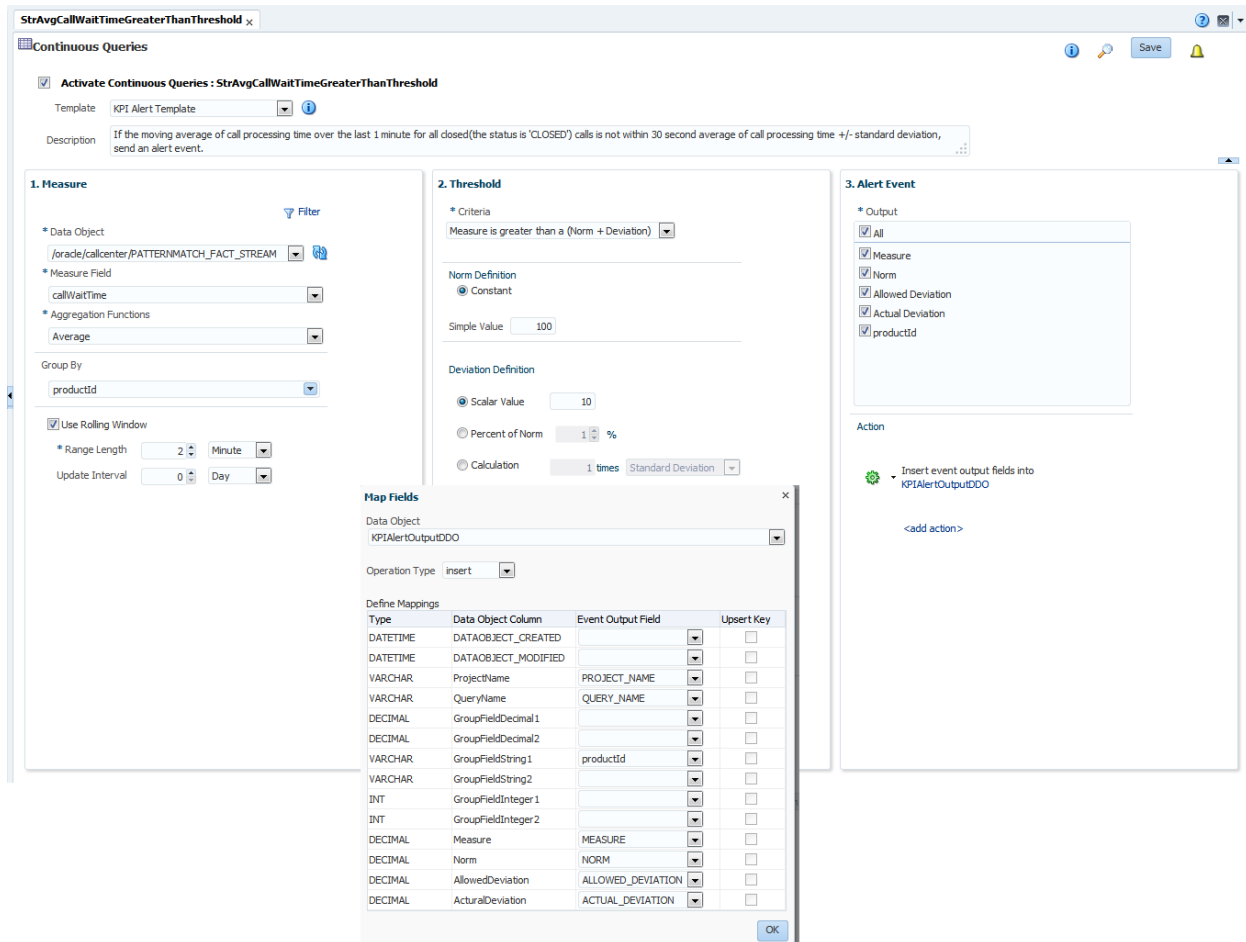 StrAvgCallWaitTimeGreaterThanThreshold x
Continuous Queries
Save
Activate Continuous Queries : StrAvgCallWaitTimeGreaterThanThreshold
Template KPI Alert Template
Description If the moving average of call processing time over the last 1 minute for all closed(the status is 'CLOSED') calls is not within 30 second average of call processing time +/- standard deviation,
send an alert event.
1. Measure
Filter
* Data Object
/oracle/callcenter/PATTERNMATCH_FACT_STREAM
* Measure Field
callWaitTime
* Aggregation Functions
Average
Group By
productId
Use Rolling Window
* Range Length 2 Minute
Update Interval 0 Day
2. Threshold
* Criteria
Measure is greater than a (Norm + Deviation)
Norm Definition
Constant
Simple Value 100
Deviation Definition
Scalar Value 10
Percent of Norm 1 %
Calculation 1 times Standard Deviation
3. Alert Event
* Output
All
Measure
Norm
Allowed Deviation
Actual Deviation
productId
Action
Insert event output fields into
KPIAlertOutputDDO
<add action>
Map Fields x
Data Object
KPIAlertOutputDDO
Operation Type insert
Define Mappings
Type Data Object Column Event Output Field Upsert Key
DATETIME DATAOBJECT_CREATED
DATETIME DATAOBJECT_MODIFIED
VARCHAR ProjectName PROJECT_NAME
VARCHAR QueryName QUERY_NAME
DECIMAL GroupFieldDecimal1
DECIMAL GroupFieldDecimal2
VARCHAR GroupFieldString1 productId
VARCHAR GroupFieldString2
INT GroupFieldInteger1
INT GroupFieldInteger2
DECIMAL Measure MEASURE
DECIMAL Norm NORM
DECIMAL AllowedDeviation ALLOWED_DEVIATION
DECIMAL ActuralDeviation ACTUAL_DEVIATION
OK